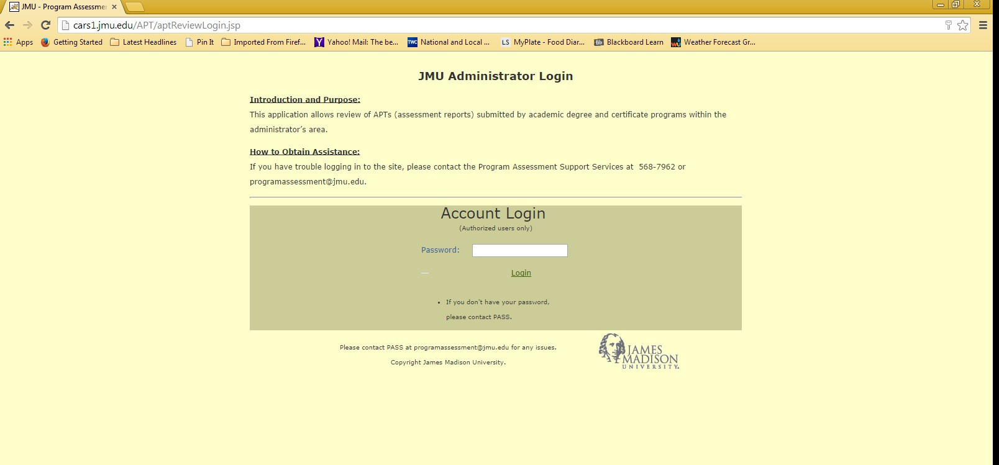 JMU - Program Assessmen
cars1.jmu.edu/APT/aptReviewLogin.jsp
Apps Getting Started Latest Headlines Pin It Imported From Firef... Yahoo! Mail: The be... TWC National and Local ... LS MyPlate - Food Diar... Bb Blackboard Learn wu Weather Forecast Gr...
JMU Administrator Login
Introduction and Purpose:
This application allows review of APTs (assessment reports) submitted by academic degree and certificate programs within the
administrator’s area.
How to Obtain Assistance:
If you have trouble logging in to the site, please contact the Program Assessment Support Services at 568-7962 or
programassessment@jmu.edu.
Account Login
(Authorized users only)
Password:
Login
• If you don't have your password,
please contact PASS.
Please contact PASS at programassessment@jmu.edu for any issues.
Copyright James Madison University.
JAMES
MADISON
UNIVERSITY.